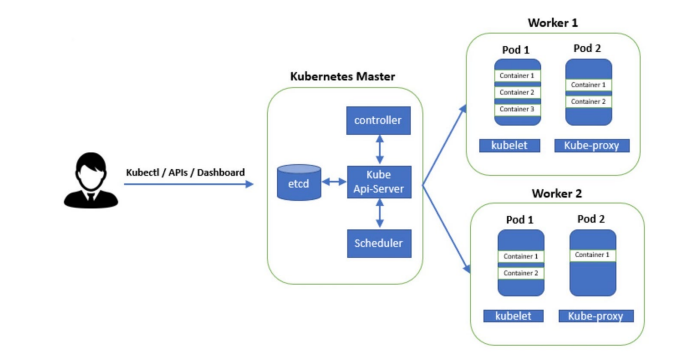 Kubectl / APIs / Dashboard
Kubernetes Master
controller
etcd
Kube
Api-Server
Scheduler
Worker 1
Pod 1
Container 1
Container 2
Container 3
kubelet
Pod 2
Container 1
Container 2
Kube-proxy
Worker 2
Pod 1
Container 1
Container 2
kubelet
Pod 2
Container 1
Kube-proxy